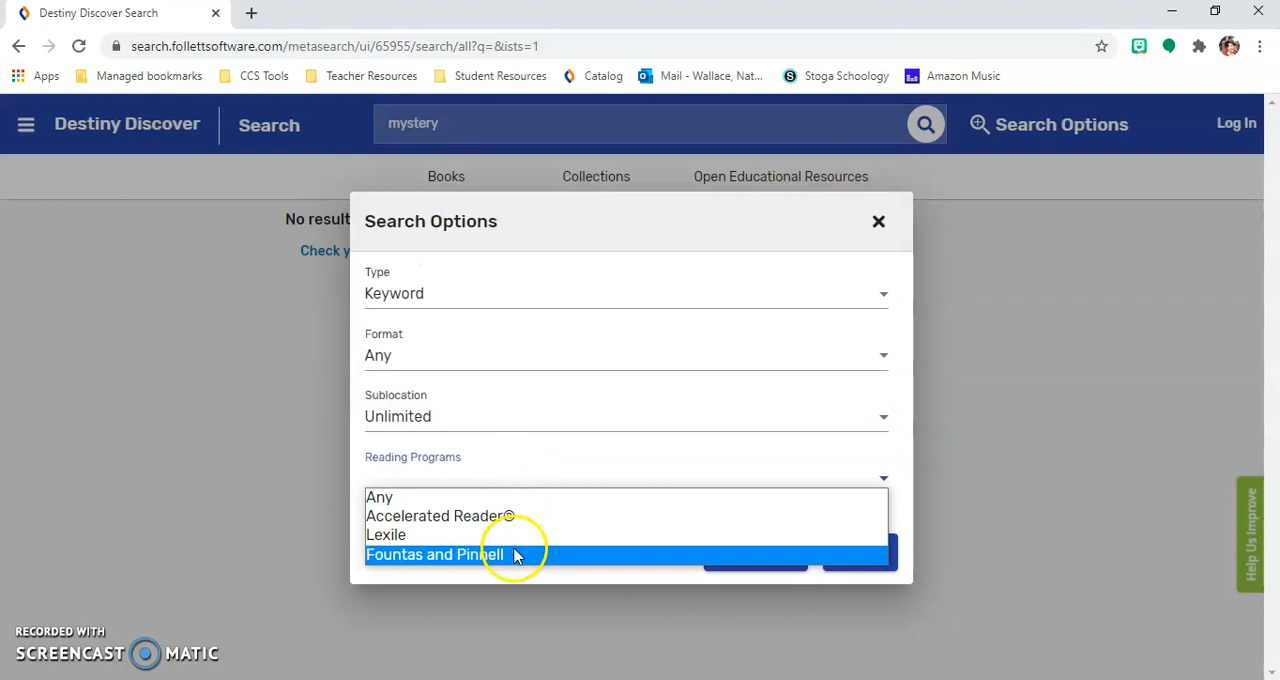 Destiny Discover Search
search.follettsoftware.com/metasearch/ui/65955/search/all?q=&ists=1
Apps Managed bookmarks CCS Tools Teacher Resources Student Resources Catalog Mail - Wallace, Nat... Stoga Schoology Amazon Music
Destiny Discover Search mystery Search Options Log In
Books Collections Open Educational Resources
No result
Check y
Search Options
Type
Keyword
Format
Any
Sublocation
Unlimited
Reading Programs
Any
Accelerated Reader®
Lexile
Fountas and Pinnell
Help Us Improve
RECORDED WITH
SCREENCAST MATIC